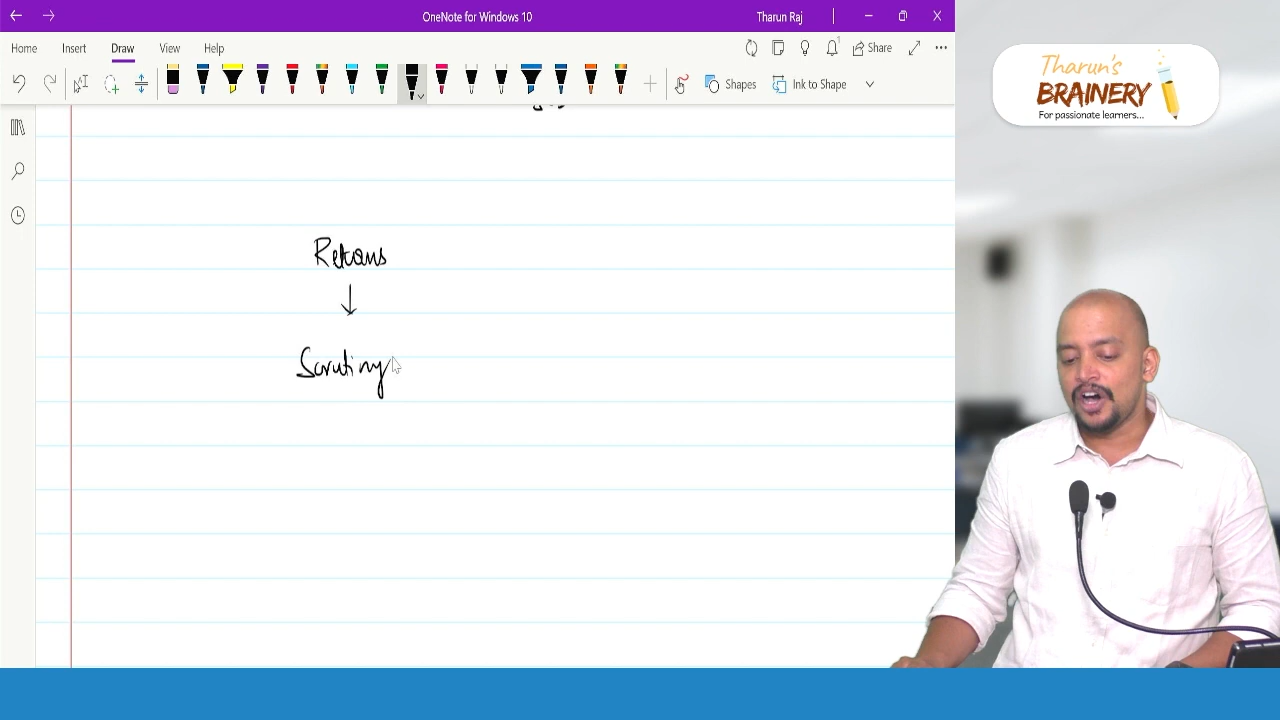 OneNote for Windows 10
Tharun Raj
Home Insert Draw View Help
Share
Shapes
Ink to Shape
Tharun's
BRAINERY
For passionate learners...
Returns
↓
Scrutiny